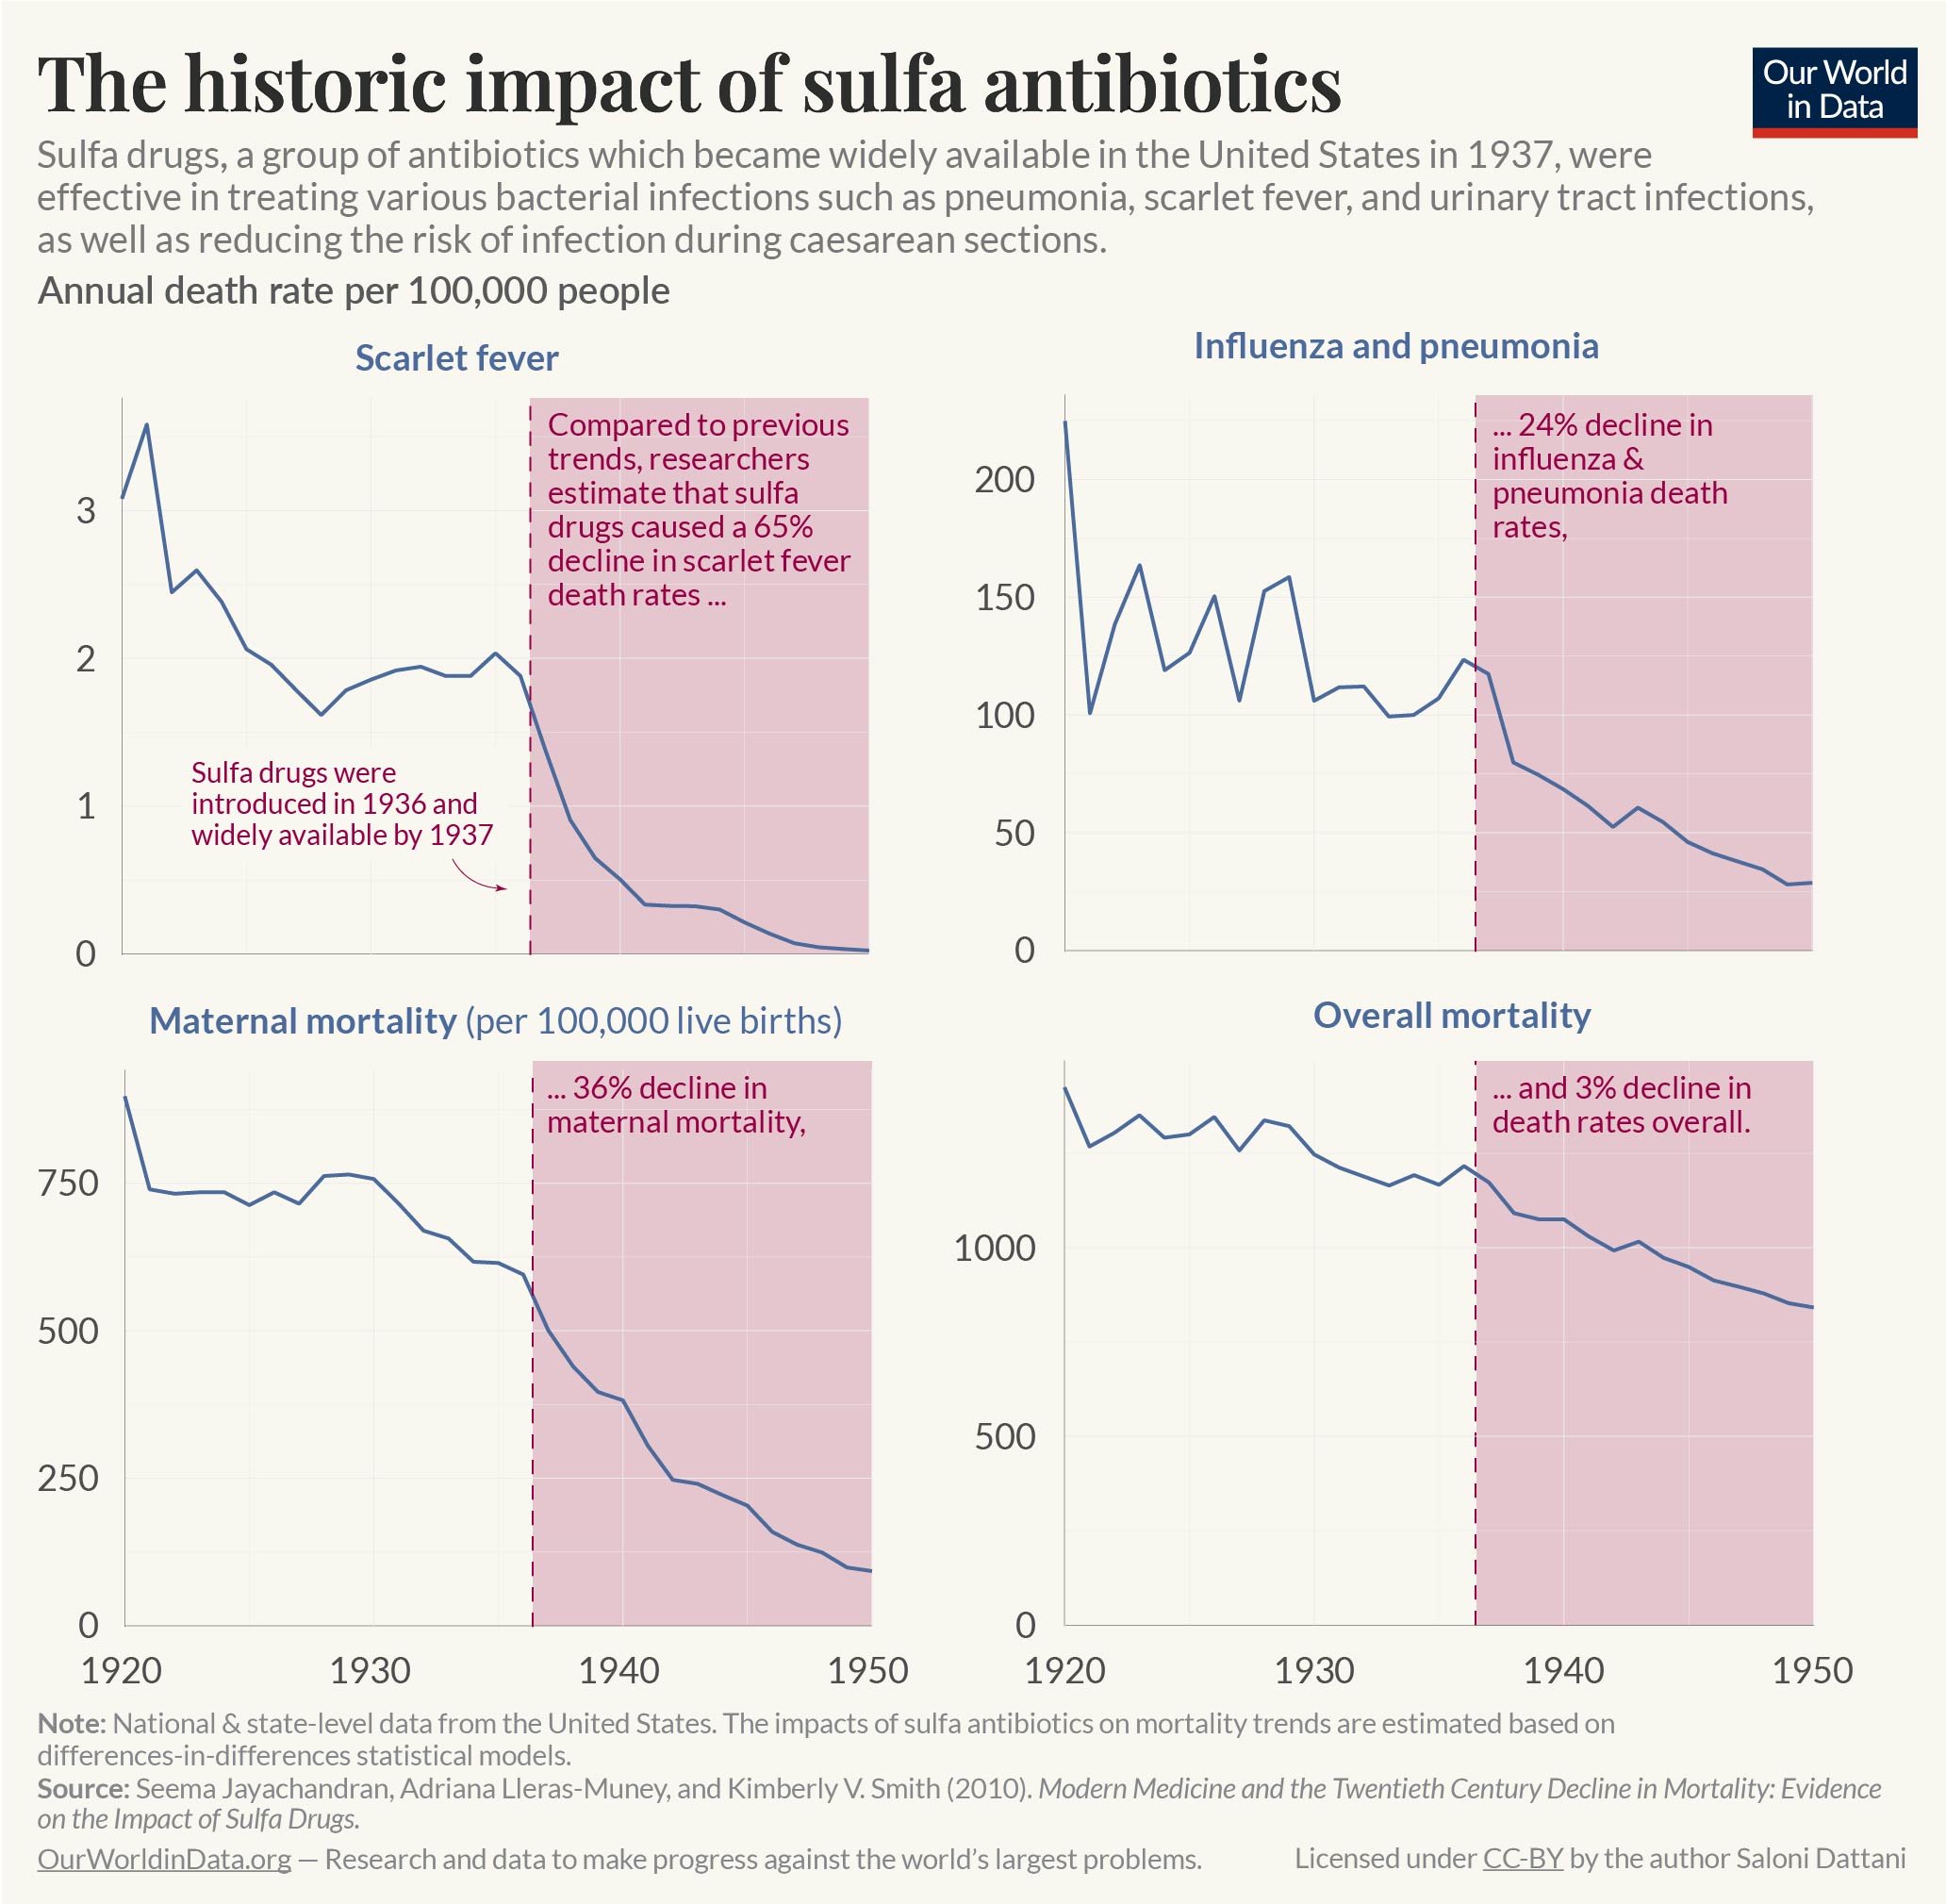 The historic impact of sulfa antibiotics
Our World
in Data
Sulfa drugs, a group of antibiotics which became widely available in the United States in 1937, were
effective in treating various bacterial infections such as pneumonia, scarlet fever, and urinary tract infections,
as well as reducing the risk of infection during caesarean sections.
Annual death rate per 100,000 people
Scarlet fever
3
2
1
0
Compared to previous
trends, researchers
estimate that sulfa
drugs caused a 65%
decline in scarlet fever
death rates ...
Sulfa drugs were
introduced in 1936 and
widely available by 1937
Influenza and pneumonia
200
150
100
50
0
... 24% decline in
influenza &
pneumonia death
rates,
Maternal mortality (per 100,000 live births)
750
500
250
0
... 36% decline in
maternal mortality,
1920 1930 1940 1950
Overall mortality
1000
500
0
... and 3% decline in
death rates overall.
1920 1930 1940 1950
Note: National & state-level data from the United States. The impacts of sulfa antibiotics on mortality trends are estimated based on
differences-in-differences statistical models.
Source: Seema Jayachandran, Adriana Lleras-Muney, and Kimberly V. Smith (2010). Modern Medicine and the Twentieth Century Decline in Mortality: Evidence
on the Impact of Sulfa Drugs.
OurWorldinData.org — Research and data to make progress against the world's largest problems.
Licensed under CC-BY by the author Saloni Dattani